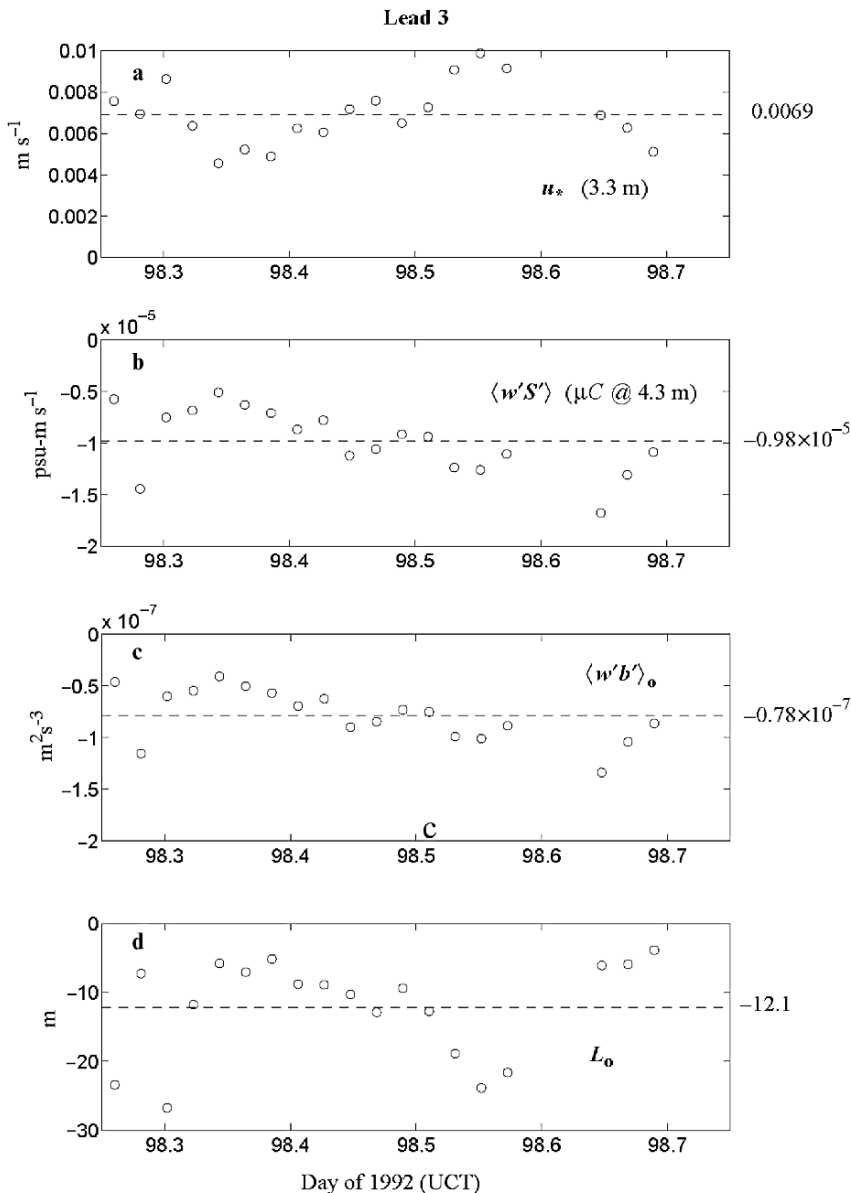 Lead 3
0.01
a
0.008
0.006
0.004
0.002
0
m s⁻¹
0.0069
u* (3.3 m)
98.3 98.4 98.5 98.6 98.7
× 10⁻⁵
0
b
−0.5
−1
−1.5
−2
psu-m s⁻¹
⟨w′S′⟩ (μC @ 4.3 m)
−0.98×10⁻⁵
98.3 98.4 98.5 98.6 98.7
× 10⁻⁷
0
c
−0.5
−1
−1.5
−2
m²s-³
⟨w′b′⟩o
−0.78×10⁻⁷
C
98.3 98.4 98.5 98.6 98.7
0
d
−10
−20
−30
m
−12.1
Lo
98.3 98.4 98.5 98.6 98.7
Day of 1992 (UCT)